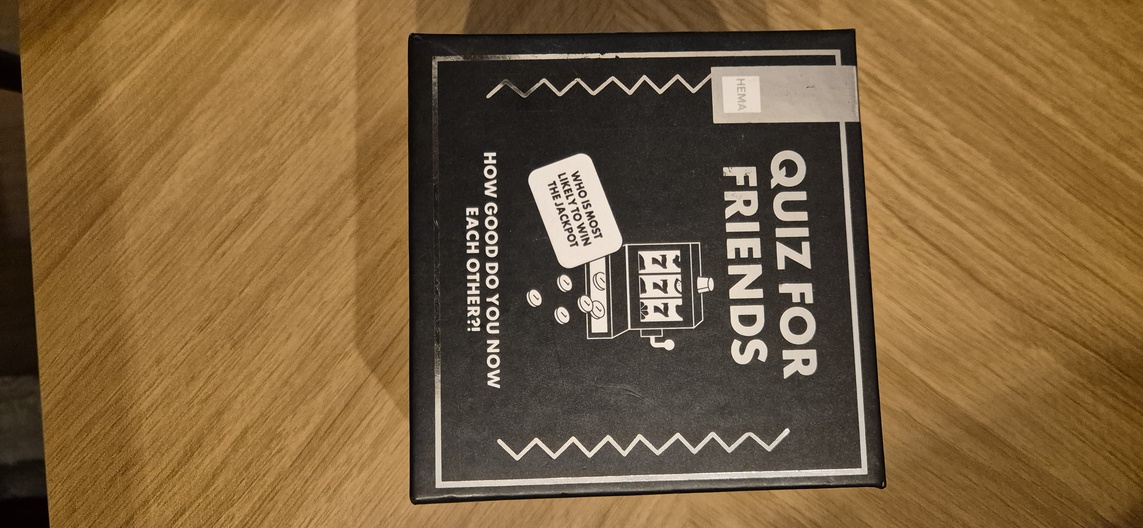 HEMA
QUIZ FOR
FRIENDS
777
WHO IS MOST
LIKELY TO WIN
THE JACKPOT
HOW GOOD DO YOU NOW
EACH OTHER?!